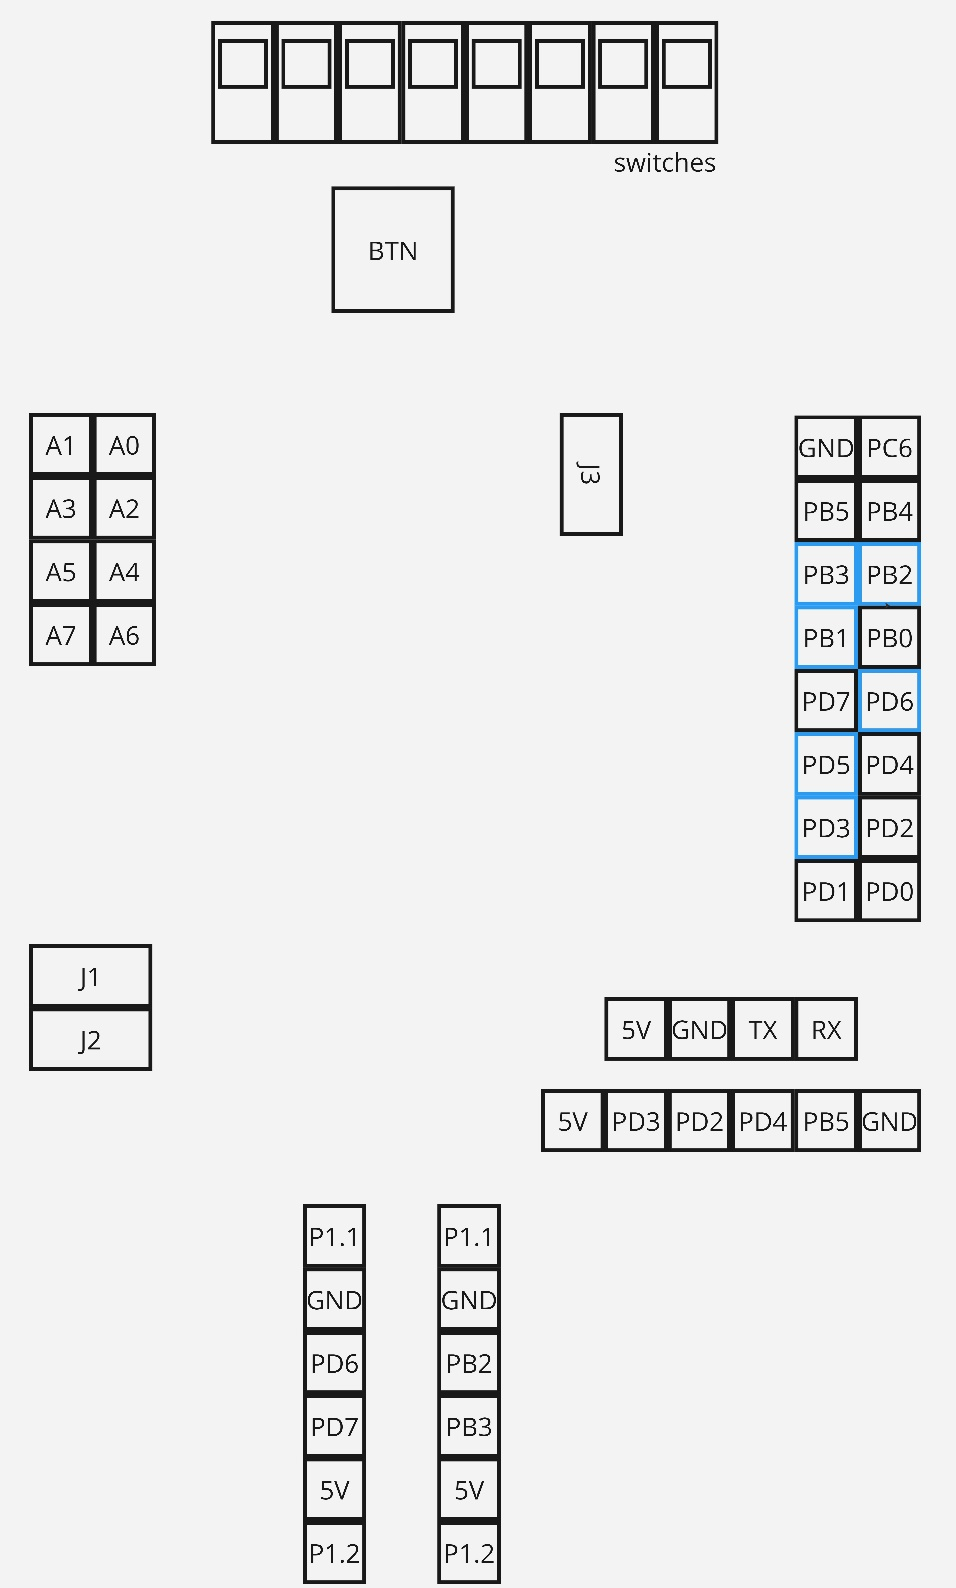 switches
BTN
A1 A0
A3 A2
A5 A4
A7 A6
J3
GND PC6
PB5 PB4
PB3 PB2
PB1 PB0
PD7 PD6
PD5 PD4
PD3 PD2
PD1 PD0
J1
J2
5V GND TX RX
5V PD3 PD2 PD4 PB5 GND
P1.1 P1.1
GND GND
PD6 PB2
PD7 PB3
5V 5V
P1.2 P1.2